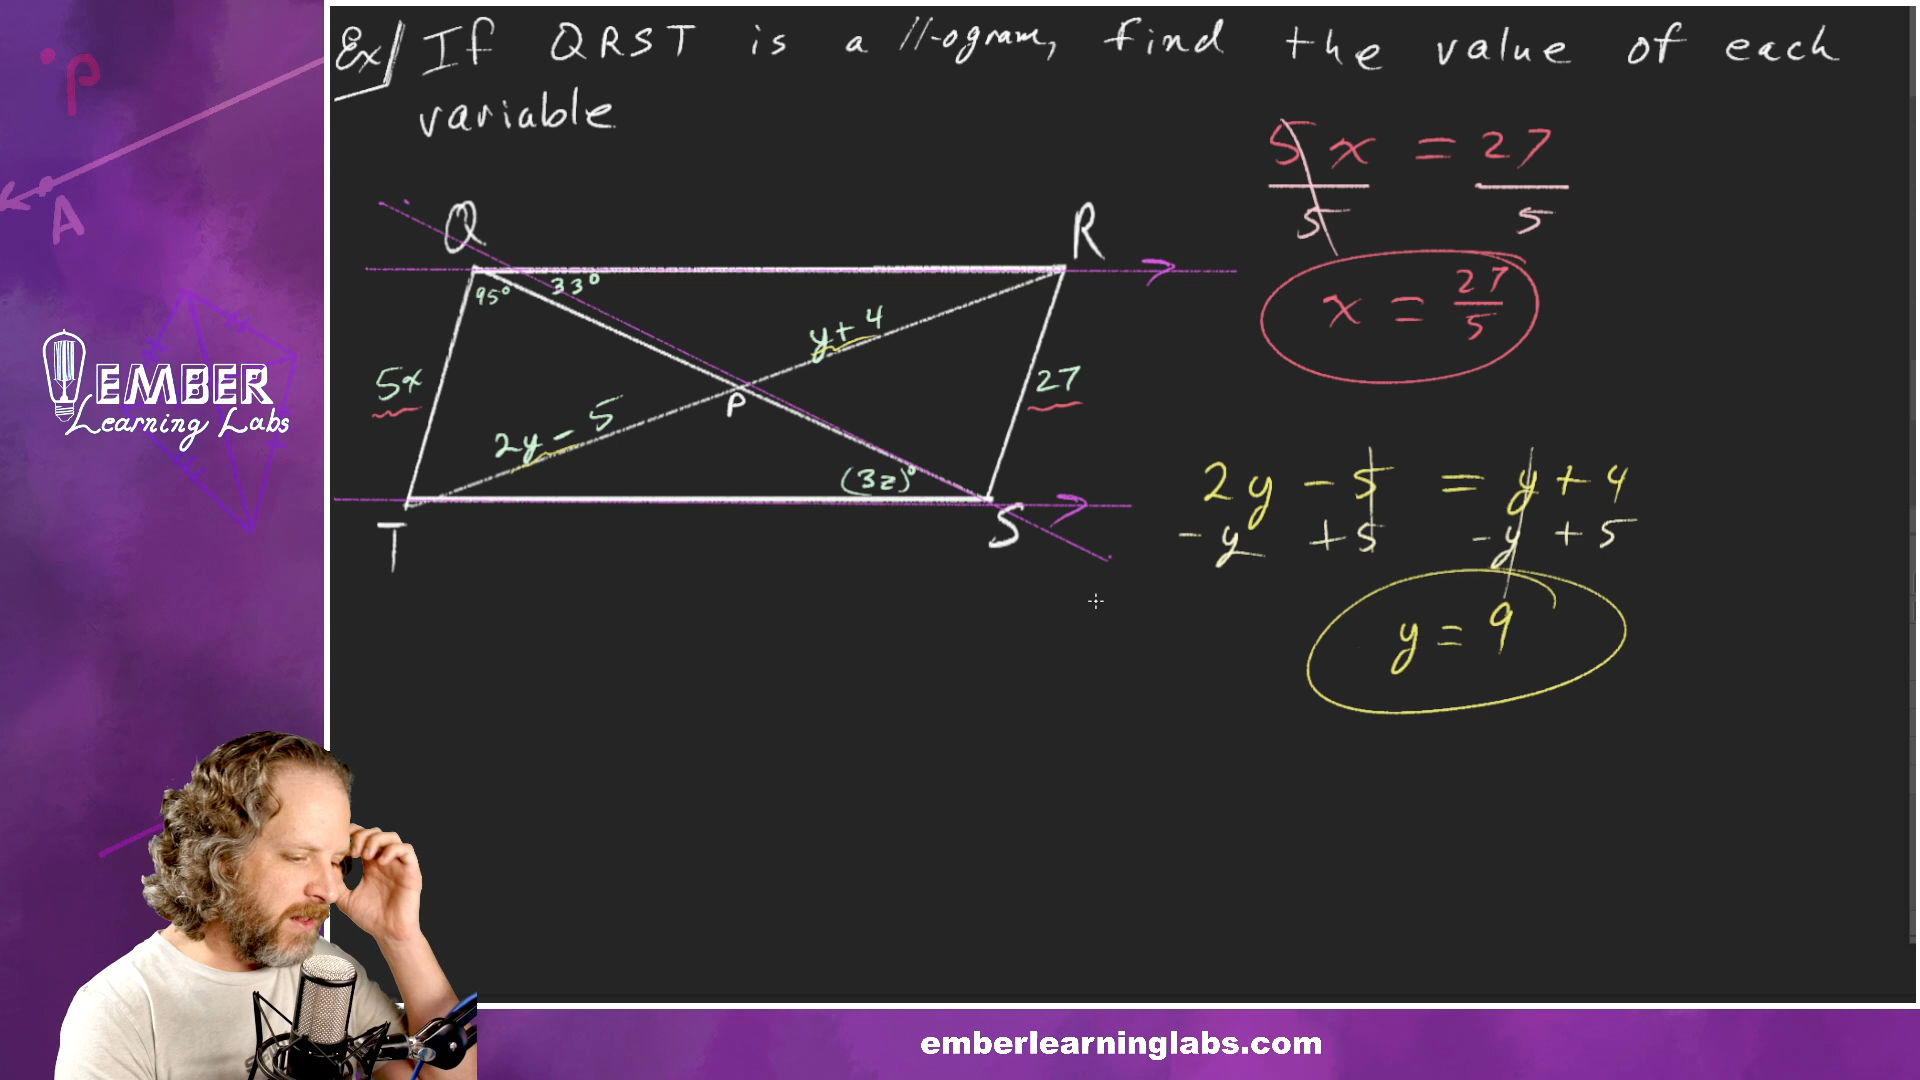 Ex/ If QRST is a //-ogram, find the value of each
variable
P
A
EMBER
Learning Labs
Q
R
95°
33°
y+4
5x
P
27
2y-5
(3z)°
T
S
5x = 27
5 5
x = 27/5
2y - 5 = y + 4
-y +5 -y +5
y = 9
emberlearninglabs.com